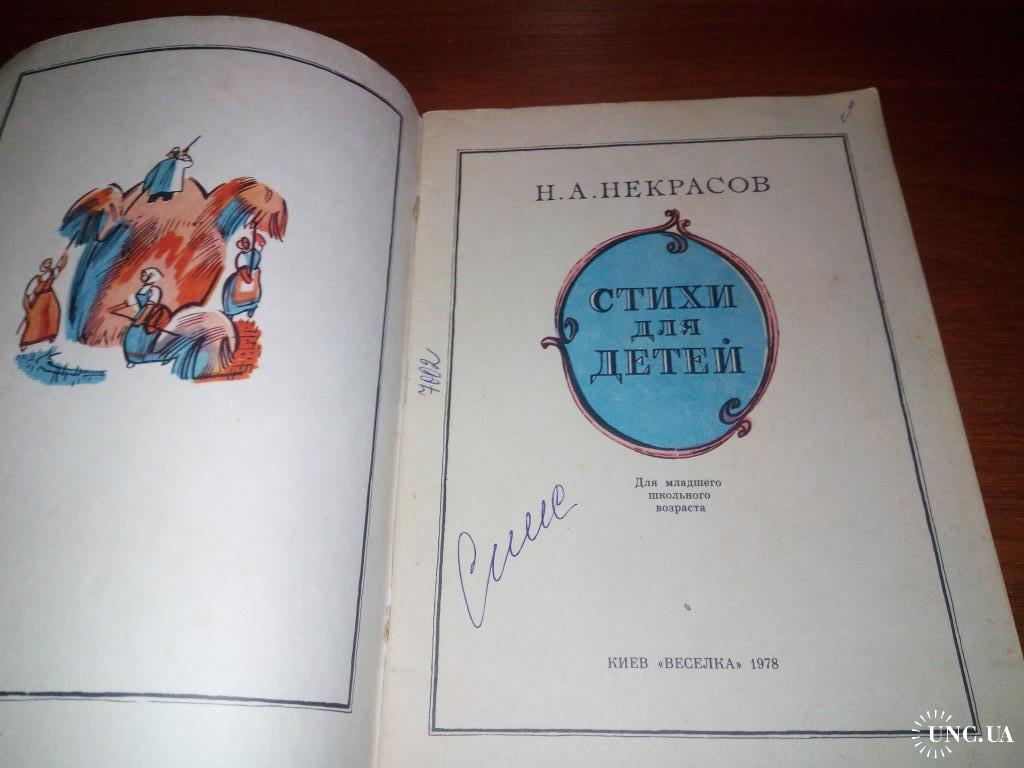 Н. А. НЕКРАСОВ
СТИХИ
ДЛЯ
ДЕТЕЙ
Для младшего
школьного
возраста
КИЕВ «ВЕСЕЛКА» 1978
UNC.UA